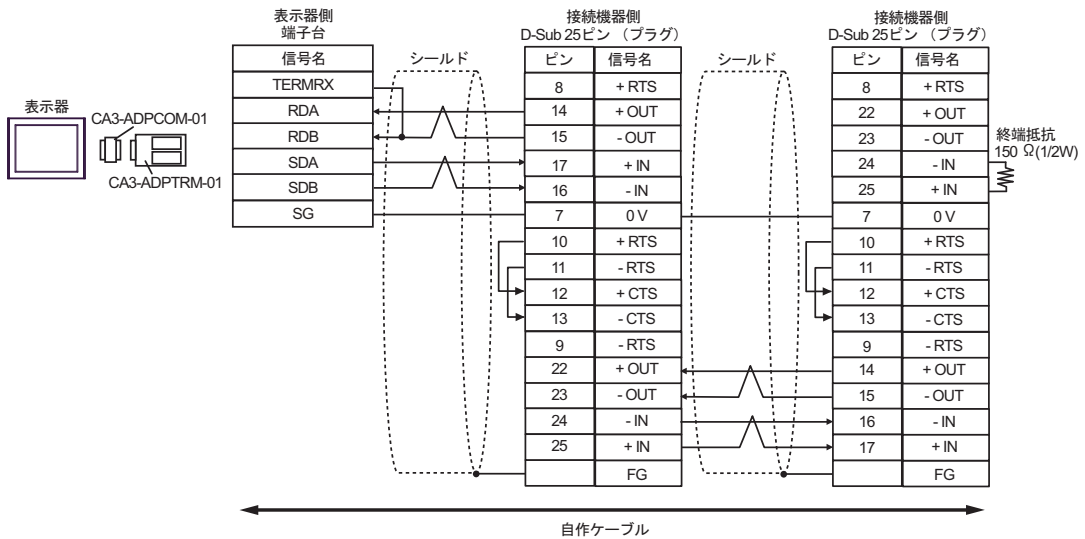 表示器
CA3-ADPCOM-01
CA3-ADPTRM-01
表示器側
端子台
信号名
TERMRX
RDA
RDB
SDA
SDB
SG
シールド
接続機器側
D-Sub 25ピン （プラグ）
ピン 信号名
8 + RTS
14 + OUT
15 - OUT
17 + IN
16 - IN
7 0 V
10 + RTS
11 - RTS
12 + CTS
13 - CTS
9 - RTS
22 + OUT
23 - OUT
24 - IN
25 + IN
FG
シールド
接続機器側
D-Sub 25ピン （プラグ）
ピン 信号名
8 + RTS
22 + OUT
23 - OUT
24 - IN
25 + IN
7 0 V
10 + RTS
11 - RTS
12 + CTS
13 - CTS
9 - RTS
14 + OUT
15 - OUT
16 - IN
17 + IN
FG
終端抵抗
150 Ω(1/2W)
自作ケーブル